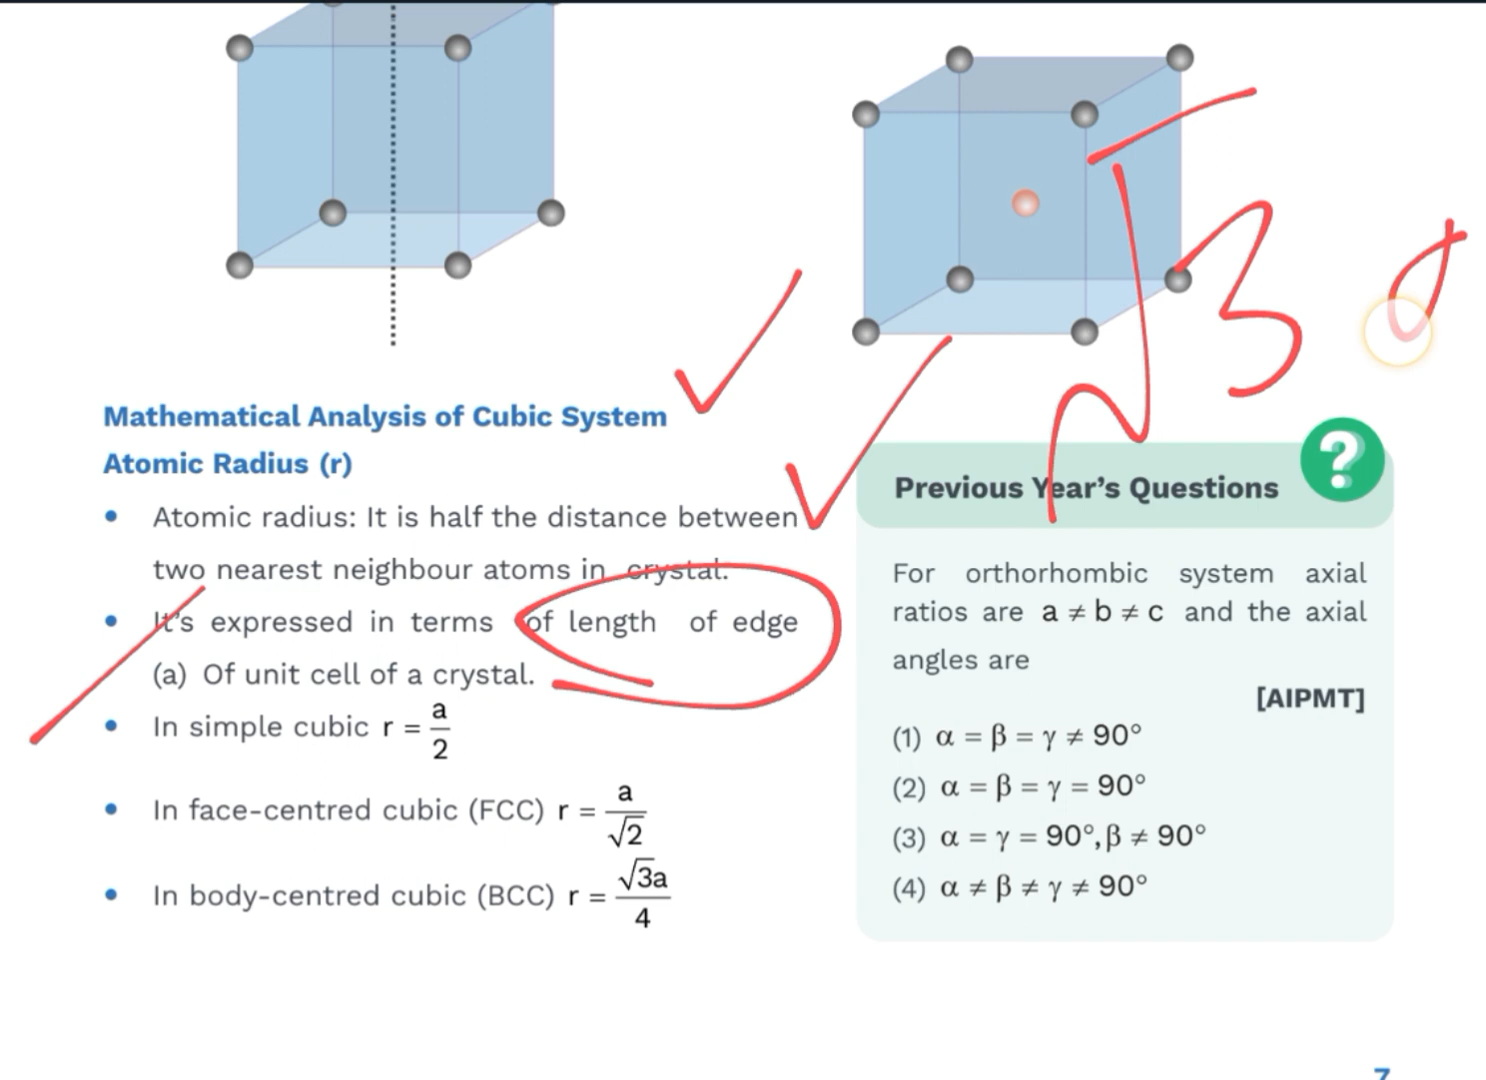 √3 a
Mathematical Analysis of Cubic System
Atomic Radius (r)
• Atomic radius: It is half the distance between
two nearest neighbour atoms in crystal.
• It's expressed in terms of length of edge
(a) Of unit cell of a crystal.
• In simple cubic r = a/2
• In face-centred cubic (FCC) r = a/√2
• In body-centred cubic (BCC) r = √3a/4
?
Previous Year's Questions
For orthorhombic system axial
ratios are a ≠ b ≠ c and the axial
angles are
[AIPMT]
(1) α = β = γ ≠ 90°
(2) α = β = γ = 90°
(3) α = γ = 90°, β ≠ 90°
(4) α ≠ β ≠ γ ≠ 90°
7